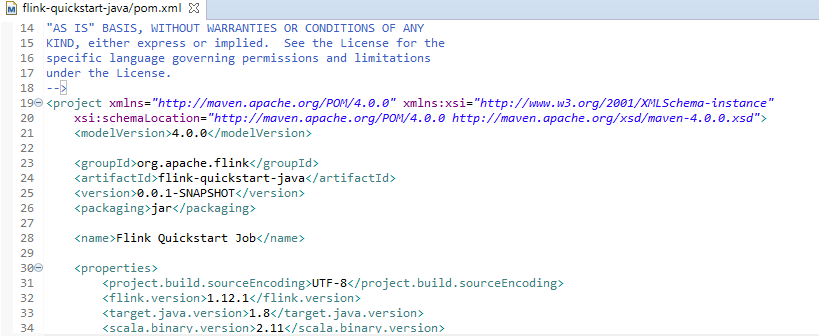 flink-quickstart-java/pom.xml
14 "AS IS" BASIS, WITHOUT WARRANTIES OR CONDITIONS OF ANY
15 KIND, either express or implied.  See the License for the
16 specific language governing permissions and limitations
17 under the License.
18 -->
19 <project xmlns="http://maven.apache.org/POM/4.0.0" xmlns:xsi="http://www.w3.org/2001/XMLSchema-instance"
20     xsi:schemaLocation="http://maven.apache.org/POM/4.0.0 http://maven.apache.org/xsd/maven-4.0.0.xsd">
21     <modelVersion>4.0.0</modelVersion>
22
23     <groupId>org.apache.flink</groupId>
24     <artifactId>flink-quickstart-java</artifactId>
25     <version>0.0.1-SNAPSHOT</version>
26     <packaging>jar</packaging>
27
28     <name>Flink Quickstart Job</name>
29
30     <properties>
31         <project.build.sourceEncoding>UTF-8</project.build.sourceEncoding>
32         <flink.version>1.12.1</flink.version>
33         <target.java.version>1.8</target.java.version>
34         <scala.binary.version>2.11</scala.binary.version>